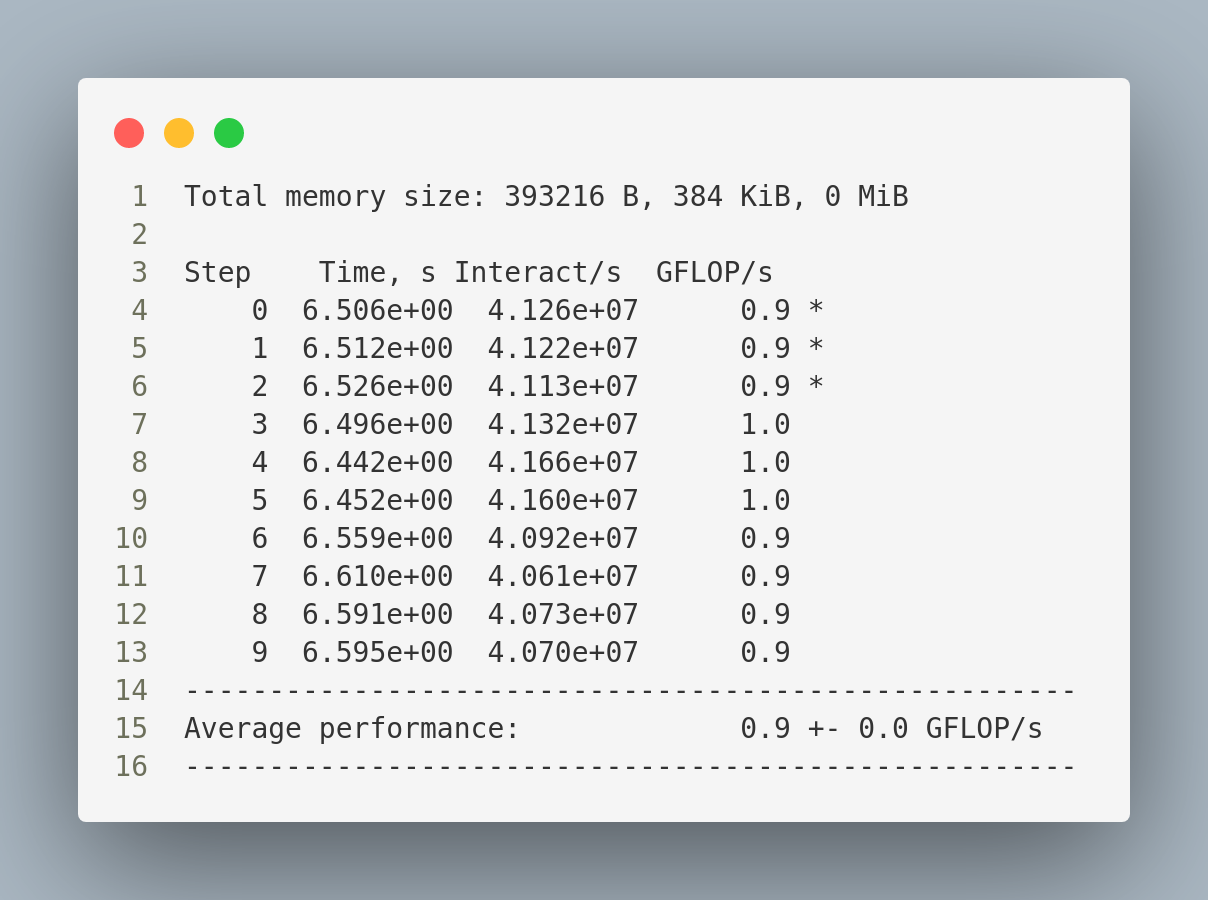 1 Total memory size: 393216 B, 384 KiB, 0 MiB
2
3 Step    Time, s Interact/s  GFLOP/s
4     0  6.506e+00  4.126e+07      0.9 *
5     1  6.512e+00  4.122e+07      0.9 *
6     2  6.526e+00  4.113e+07      0.9 *
7     3  6.496e+00  4.132e+07      1.0
8     4  6.442e+00  4.166e+07      1.0
9     5  6.452e+00  4.160e+07      1.0
10     6  6.559e+00  4.092e+07      0.9
11     7  6.610e+00  4.061e+07      0.9
12     8  6.591e+00  4.073e+07      0.9
13     9  6.595e+00  4.070e+07      0.9
14 -----------------------------------------------------
15 Average performance:             0.9 +- 0.0 GFLOP/s
16 -----------------------------------------------------